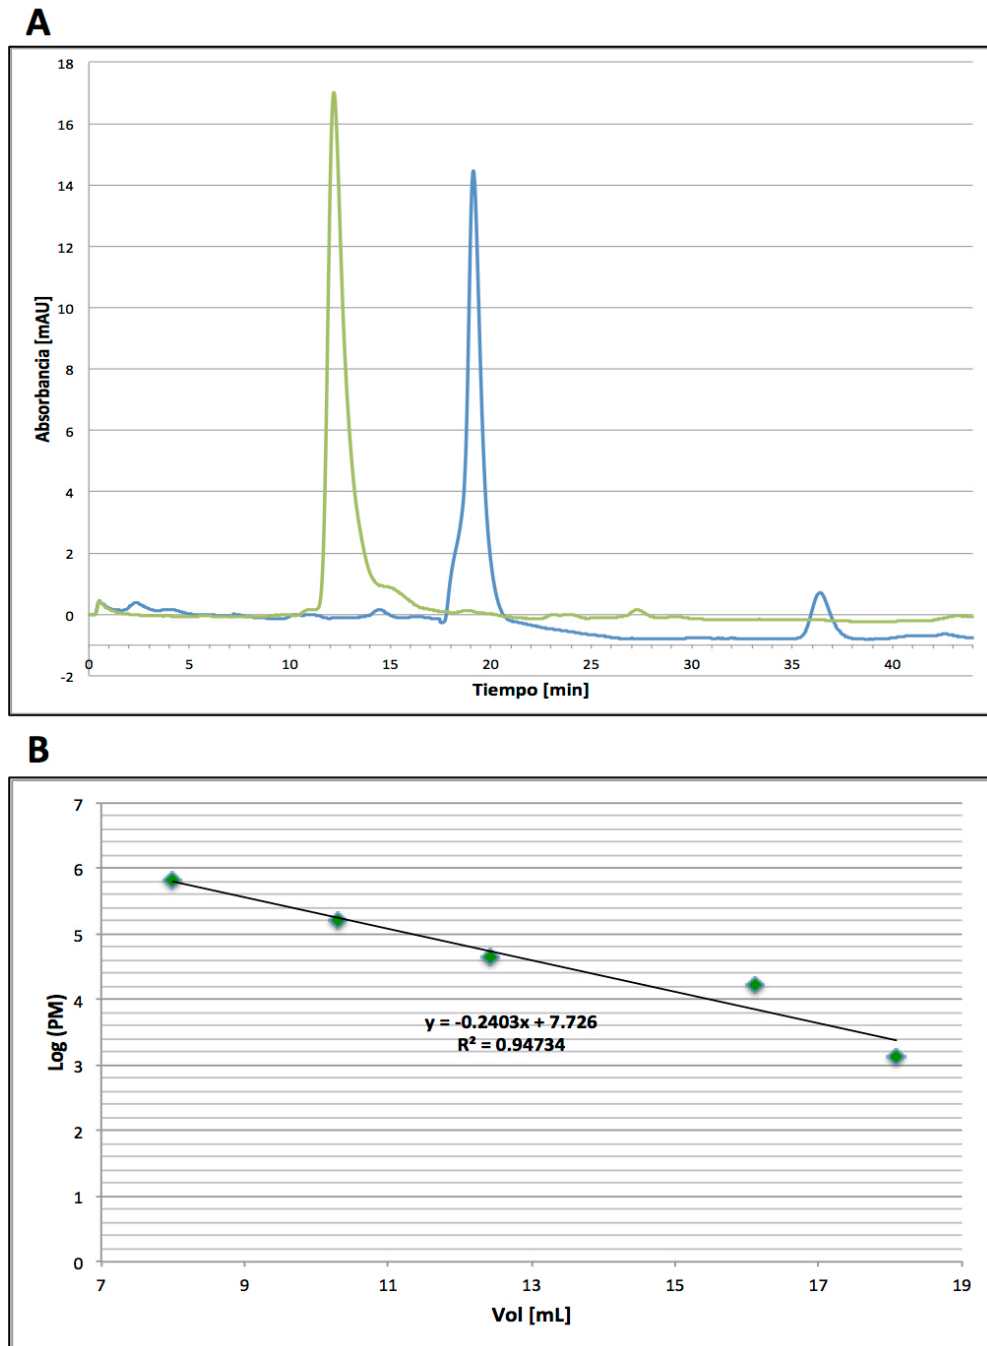 A
18
16
14
12
10
8
6
4
2
0
-2
Absorbancia [mAU]
0 5 10 15 20 25 30 35 40
Tiempo [min]
B
7
6
5
4
3
2
1
0
Log (PM)
y = -0.2403x + 7.726
R² = 0.94734
7 9 11 13 15 17 19
Vol [mL]